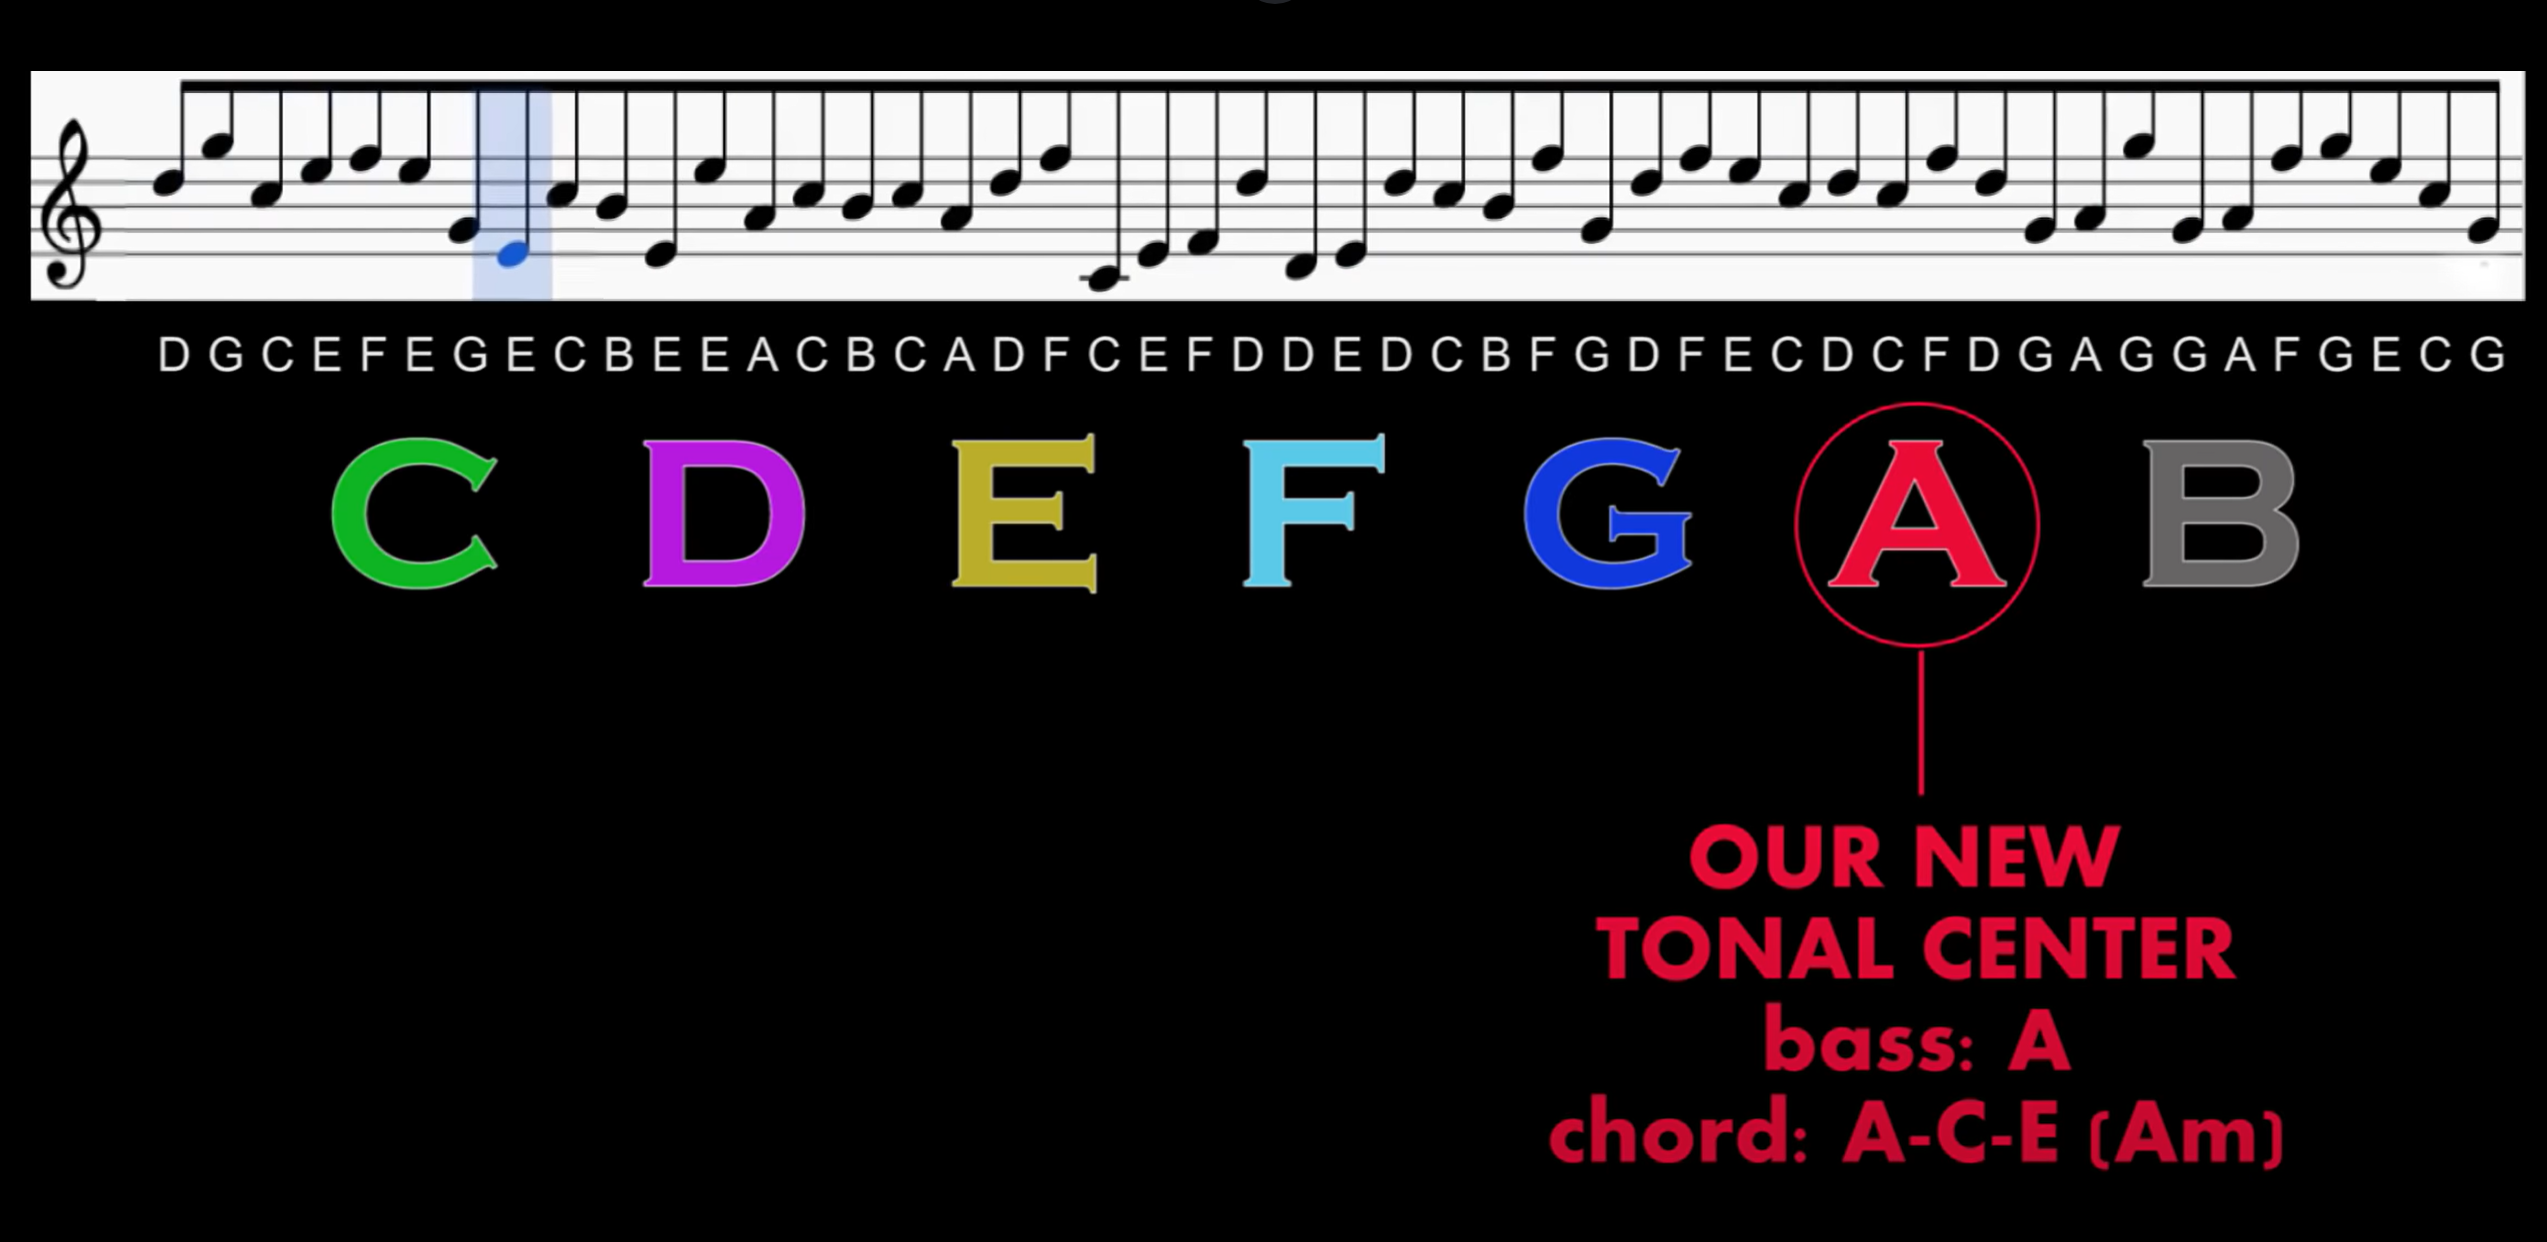 D G C E F E G E C B E E A C B C A D F C E F D D E D C B F G D F E C D C F D G A G G A F G E C G
C D E F G A B
OUR NEW
TONAL CENTER
bass: A
chord: A-C-E (Am)